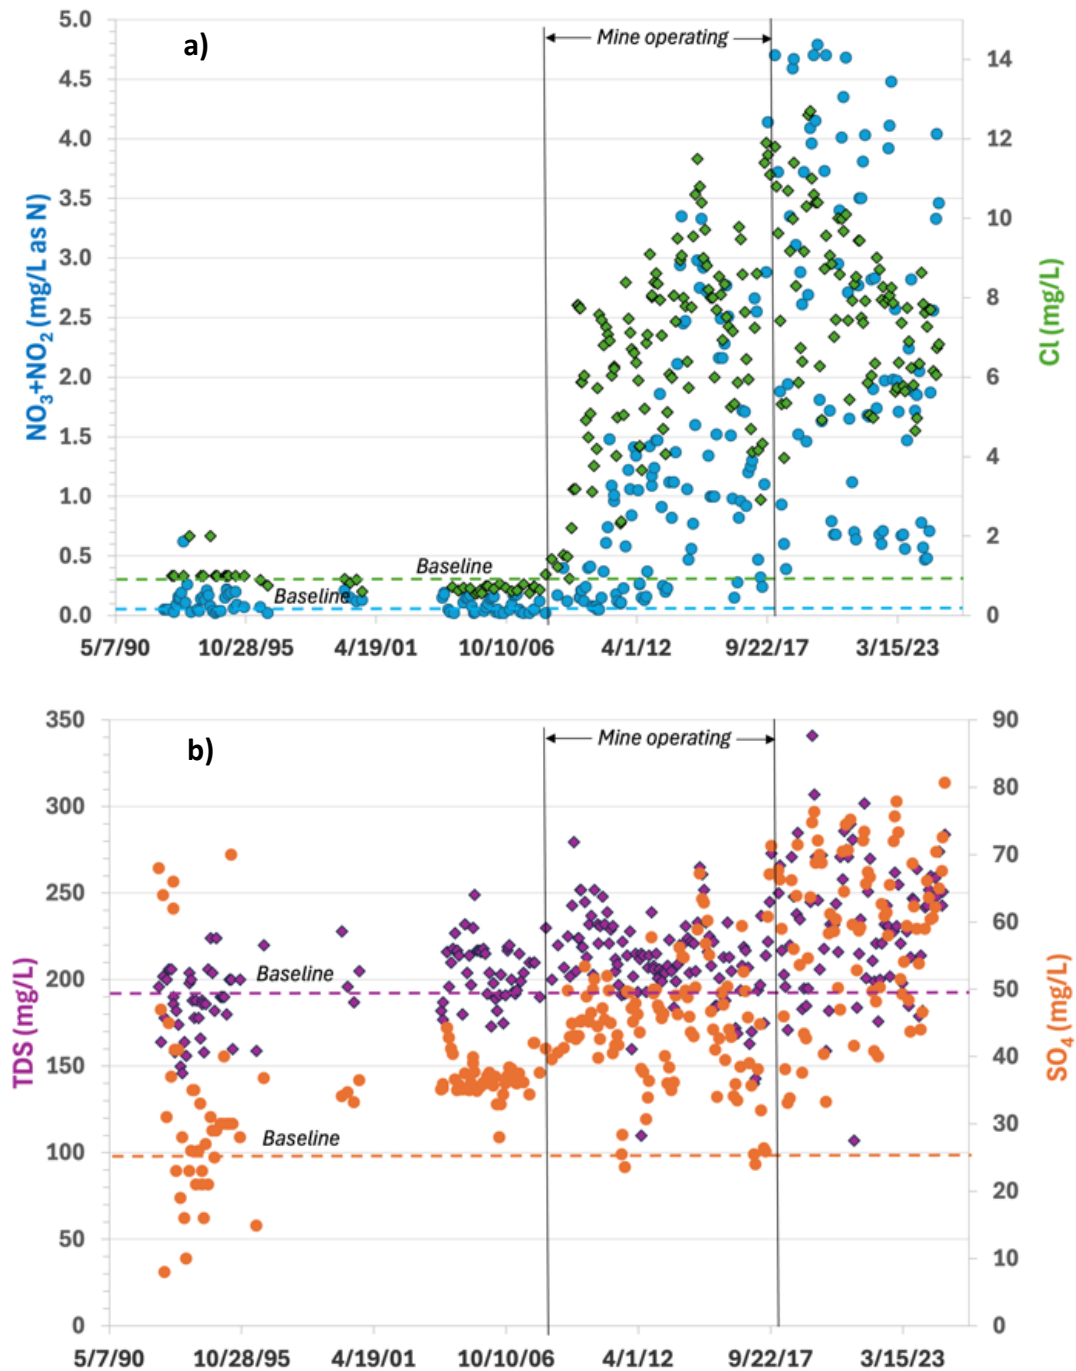 a)
Mine operating
5.0
4.5
4.0
3.5
3.0
2.5
2.0
1.5
1.0
0.5
0.0
NO₃+NO₂ (mg/L as N)
14
12
10
8
6
4
2
0
Cl (mg/L)
Baseline
Baseline
5/7/90 10/28/95 4/19/01 10/10/06 4/1/12 9/22/17 3/15/23
b)
Mine operating
350
300
250
200
150
100
50
0
TDS (mg/L)
90
80
70
60
50
40
30
20
10
0
SO₄ (mg/L)
Baseline
Baseline
5/7/90 10/28/95 4/19/01 10/10/06 4/1/12 9/22/17 3/15/23